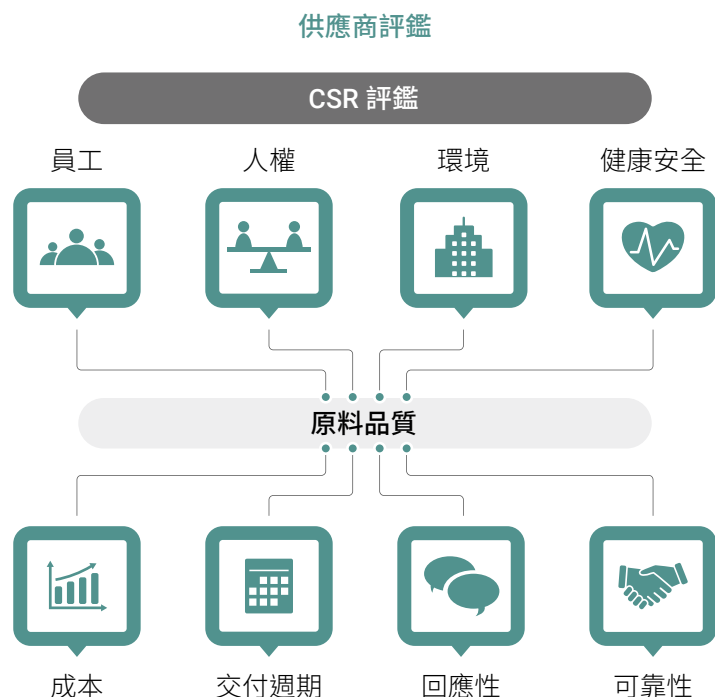 供應商評鑑
CSR 評鑑
員工
人權
環境
健康安全
原料品質
成本
交付週期
回應性
可靠性